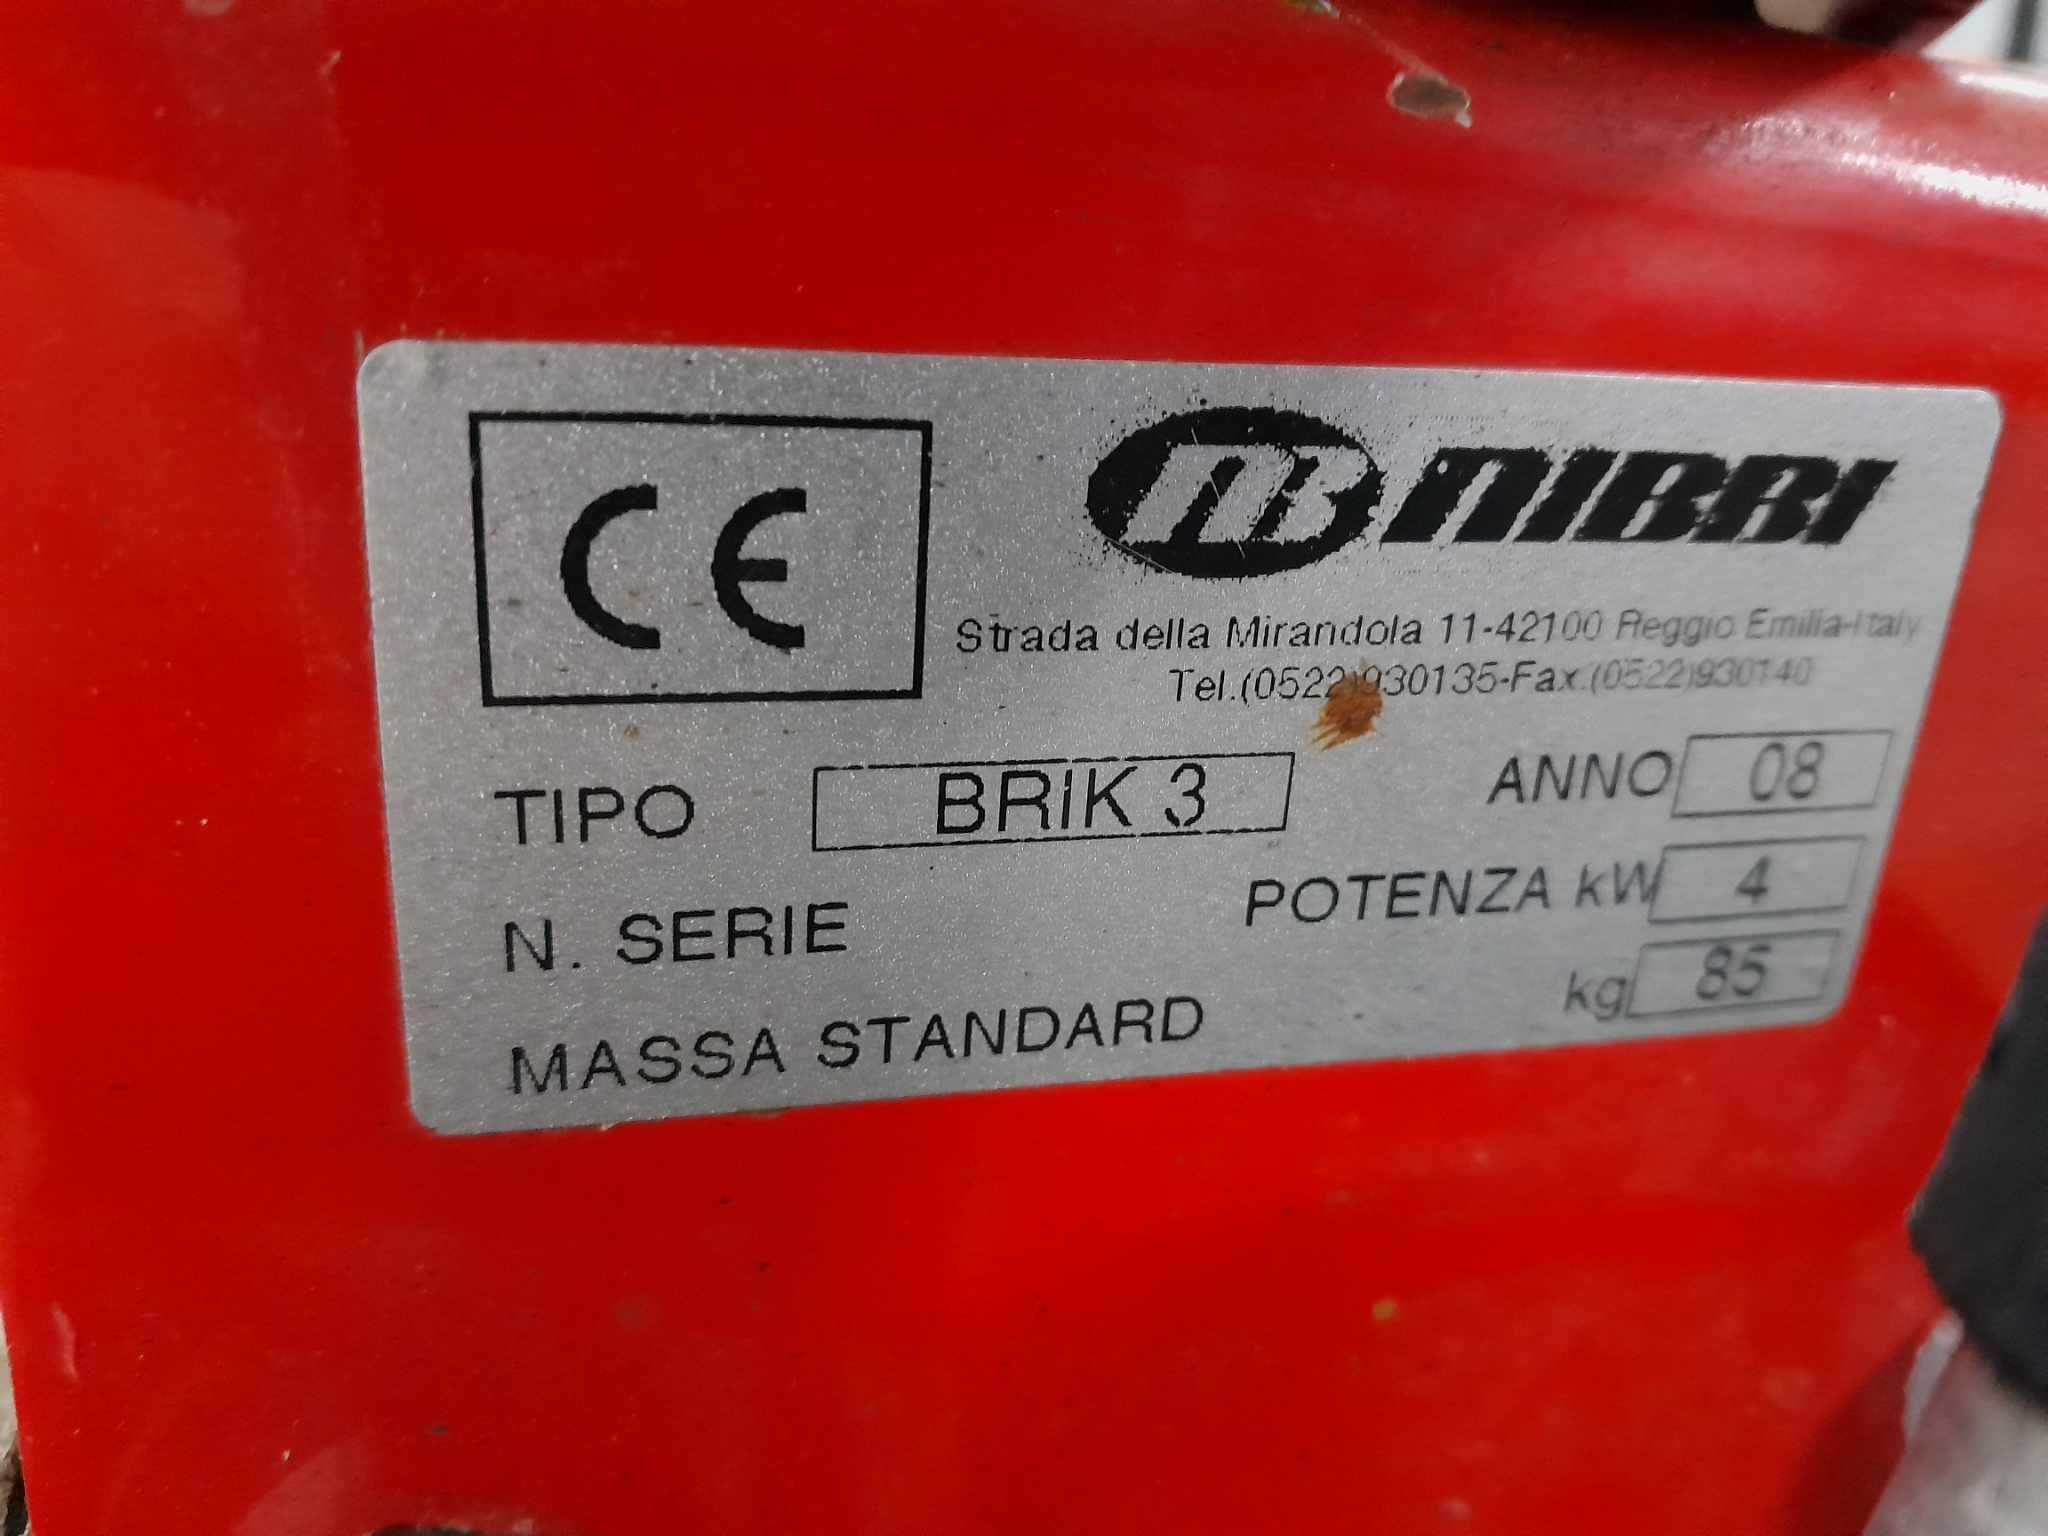 CE
NB NIBBI
Strada della Mirandola 11-42100 Reggio Emilia-Italy
Tel.(0522)930135-Fax.(0522)930140
TIPO BRIK 3 ANNO 08
N. SERIE POTENZA kW 4
MASSA STANDARD kg 85